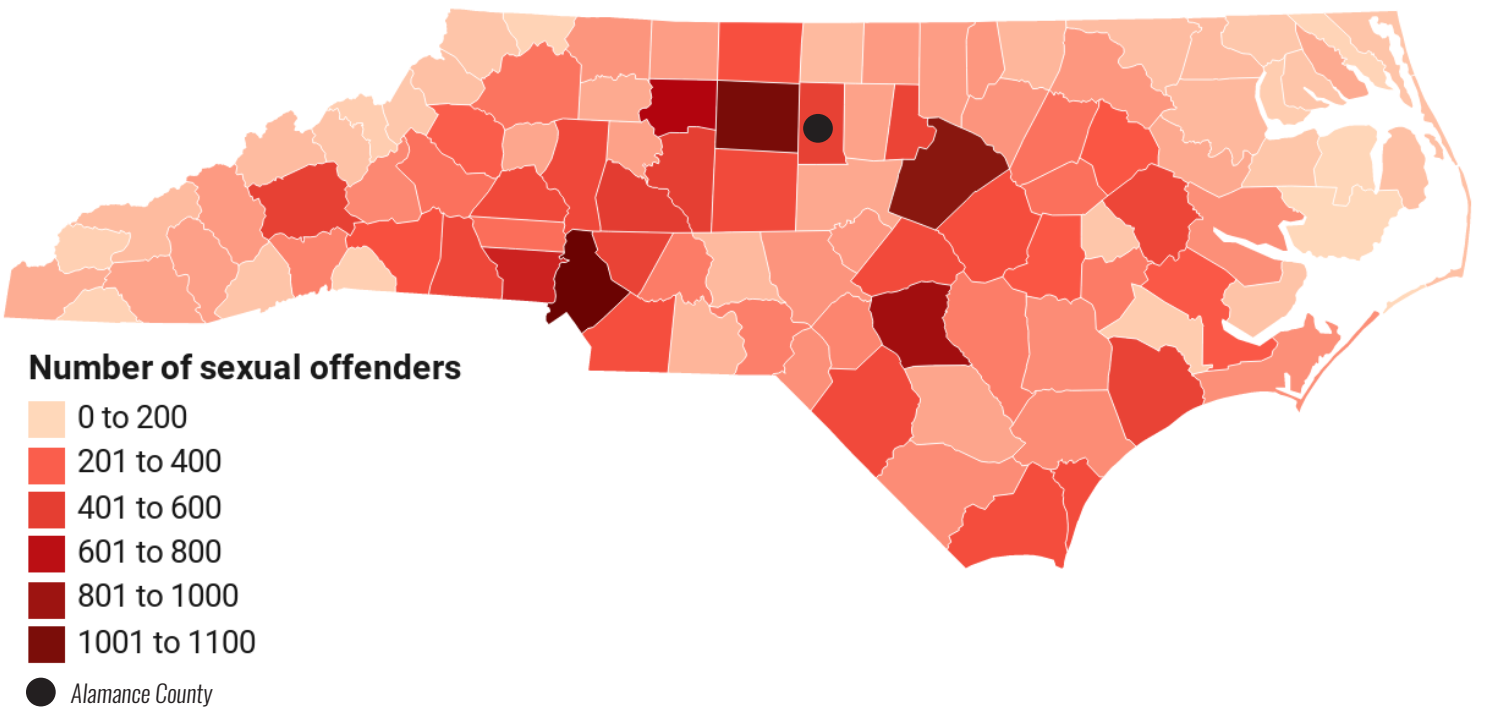 Number of sexual offenders
0 to 200
201 to 400
401 to 600
601 to 800
801 to 1000
1001 to 1100
Alamance County